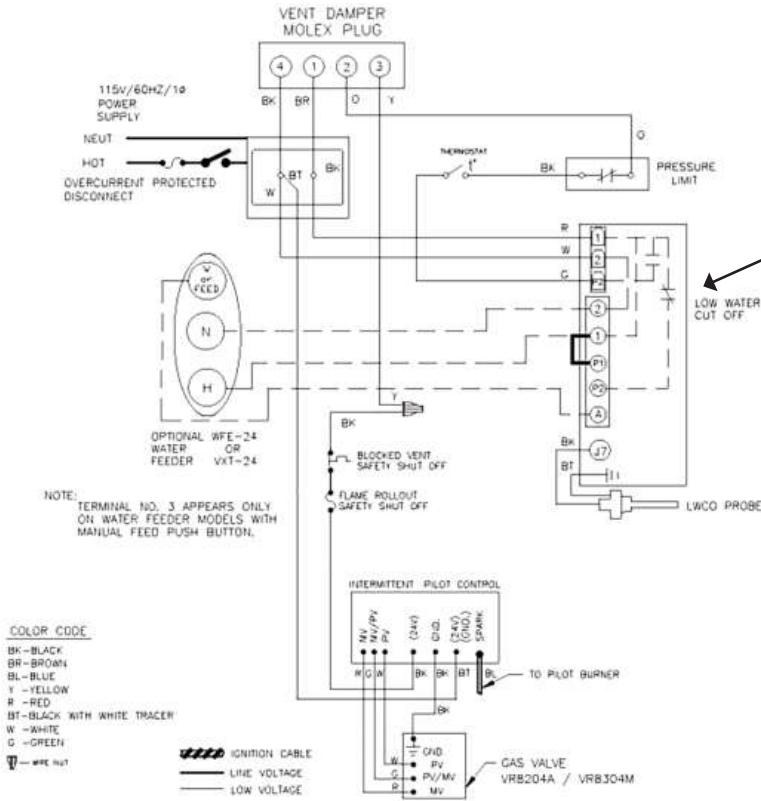 VENT DAMPER
MOLEX PLUG
4 1 2 3
BK BR O Y
115V/60HZ/1ø
POWER
SUPPLY
NEUT
HOT
OVERCURRENT PROTECTED
DISCONNECT
BT
BK
W
THERMOSTAT
t°
BK
O
PRESSURE
LIMIT
R 1
W 2
G P2
2
1
P1
P2
A
BK J7
BT
LOW WATER
CUT OFF
LWCO PROBE
W
or
FEED
N
H
OPTIONAL WFE-24
WATER OR
FEEDER VXT-24
Y
BK
BLOCKED VENT
SAFETY SHUT OFF
FLAME ROLLOUT
SAFETY SHUT OFF
NOTE:
TERMINAL NO. 3 APPEARS ONLY
ON WATER FEEDER MODELS WITH
MANUAL FEED PUSH BUTTON.
INTERMITTENT PILOT CONTROL
MV
MV/PV
PV
(24V)
GND.
(24V)
(GND.)
SPARK
R G W BK BK BT BL
TO PILOT BURNER
BK
GND.
W PV
G PV/MV
R MV
GAS VALVE
VR8204A / VR8304M
COLOR CODE
BK-BLACK
BR-BROWN
BL-BLUE
Y -YELLOW
R -RED
BT-BLACK WITH WHITE TRACER
W -WHITE
G -GREEN
- WIRE NUT
IGNITION CABLE
LINE VOLTAGE
LOW VOLTAGE